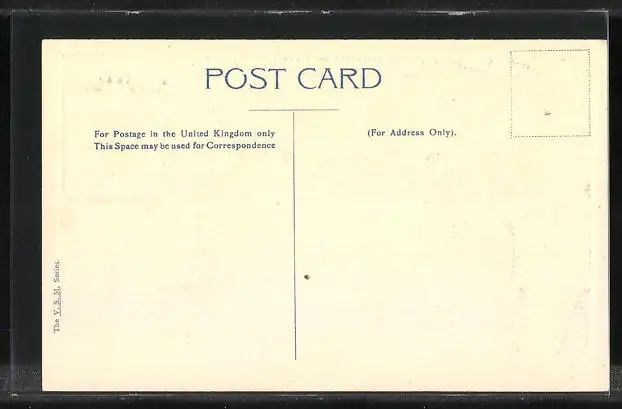 POST CARD
For Postage in the United Kingdom only
This Space may be used for Correspondence
(For Address Only).
The V. S. M. Series.